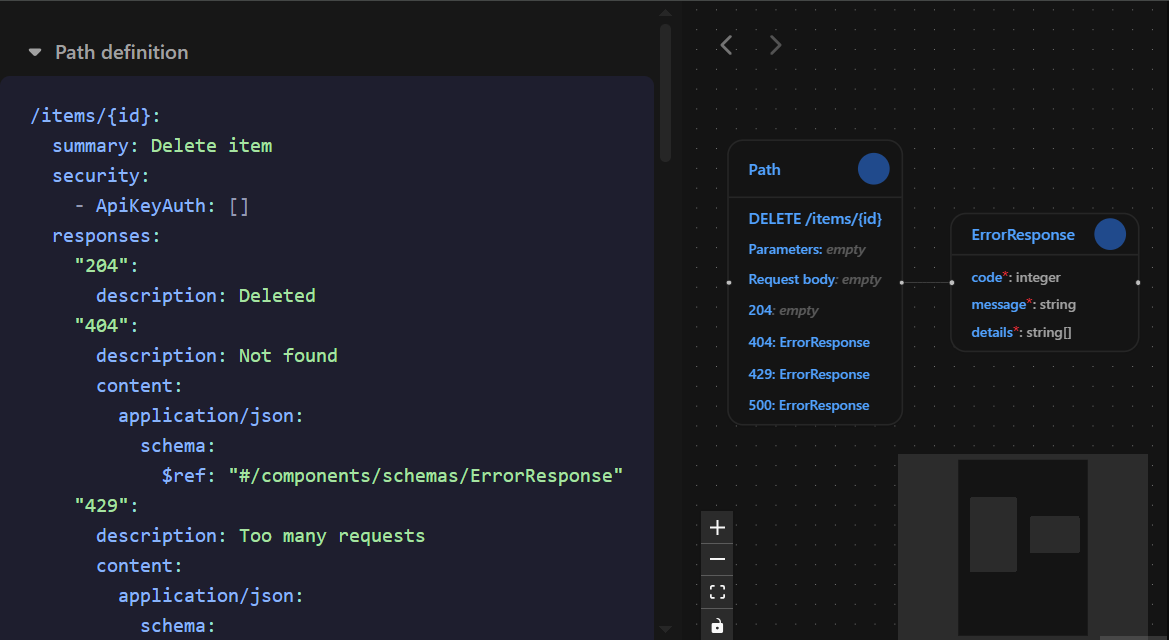 Path definition
/items/{id}:
summary: Delete item
security:
- ApiKeyAuth: []
responses:
"204":
description: Deleted
"404":
description: Not found
content:
application/json:
schema:
$ref: "#/components/schemas/ErrorResponse"
"429":
description: Too many requests
content:
application/json:
schema:
Path
DELETE /items/{id}
Parameters: empty
Request body: empty
204: empty
404: ErrorResponse
429: ErrorResponse
500: ErrorResponse
ErrorResponse
code*: integer
message*: string
details*: string[]